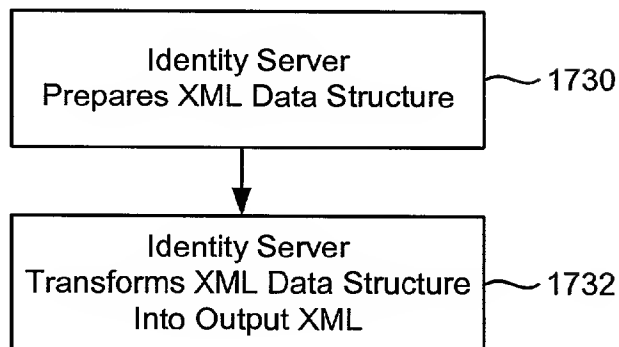 Identity Server
Prepares XML Data Structure
1730
Identity Server
Transforms XML Data Structure
Into Output XML
1732